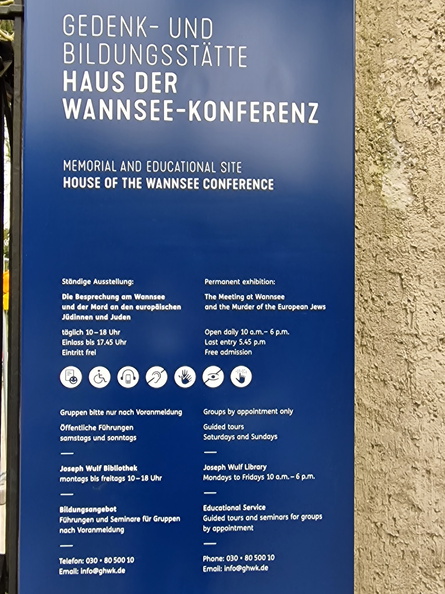 GEDENK- UND
BILDUNGSSTÄTTE
HAUS DER
WANNSEE-KONFERENZ
MEMORIAL AND EDUCATIONAL SITE
HOUSE OF THE WANNSEE CONFERENCE
Ständige Ausstellung:
Die Besprechung am Wannsee
und der Mord an den europäischen
Jüdinnen und Juden
täglich 10–18 Uhr
Einlass bis 17.45 Uhr
Eintritt frei
Permanent exhibition:
The Meeting at Wannsee
and the Murder of the European Jews
Open daily 10 a.m.– 6 p.m.
Last entry 5.45 p.m
Free admission
Gruppen bitte nur nach Voranmeldung
Öffentliche Führungen
samstags und sonntags
Groups by appointment only
Guided tours
Saturdays and Sundays
Joseph Wulf Bibliothek
montags bis freitags 10–18 Uhr
Joseph Wulf Library
Mondays to Fridays 10 a.m.– 6 p.m.
Bildungsangebot
Führungen und Seminare für Gruppen
nach Voranmeldung
Educational Service
Guided tours and seminars for groups
by appointment
Telefon: 030 • 80 500 10
Email: info@ghwk.de
Phone: 030 • 80 500 10
Email: info@ghwk.de